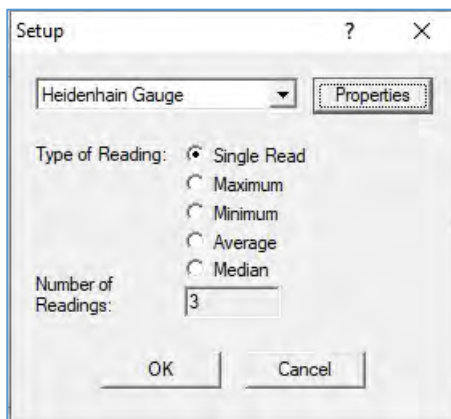 Setup ? ×
Heidenhain Gauge Properties
Type of Reading: Single Read
Maximum
Minimum
Average
Median
Number of
Readings: 3
OK Cancel